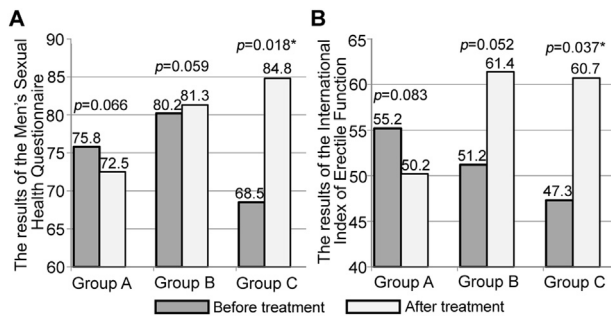 A
The results of the Men's Sexual
Health Questionnaire
90
85
80
75
70
65
60
p=0.066
75.8
72.5
p=0.059
80.2
81.3
p=0.018*
68.5
84.8
Group A
Group B
Group C
B
The results of the International
Index of Erectile Function
65
60
55
50
45
40
p=0.083
55.2
50.2
p=0.052
51.2
61.4
p=0.037*
47.3
60.7
Group A
Group B
Group C
Before treatment
After treatment